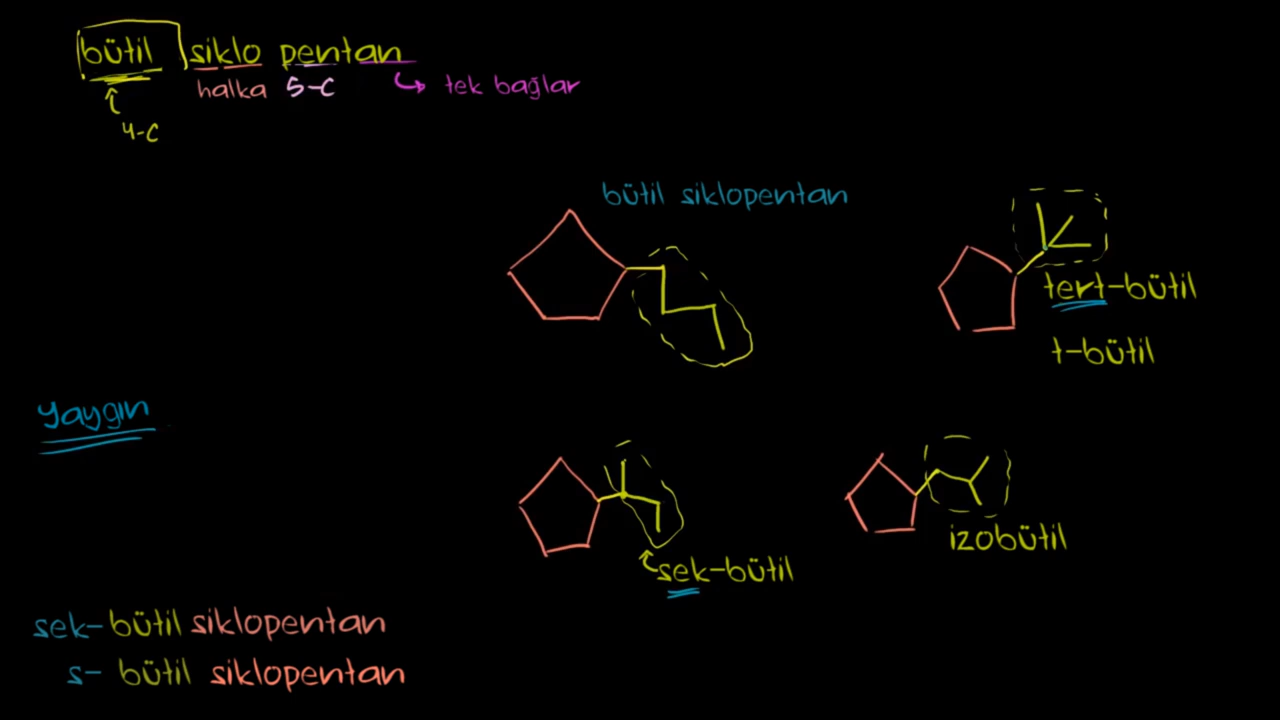 bütil siklo pentan
halka 5-C tek bağlar
4-C
bütil siklopentan
tert-bütil
t-bütil
yaygın
izobütil
sek-bütil
sek-bütil siklopentan
s- bütil siklopentan